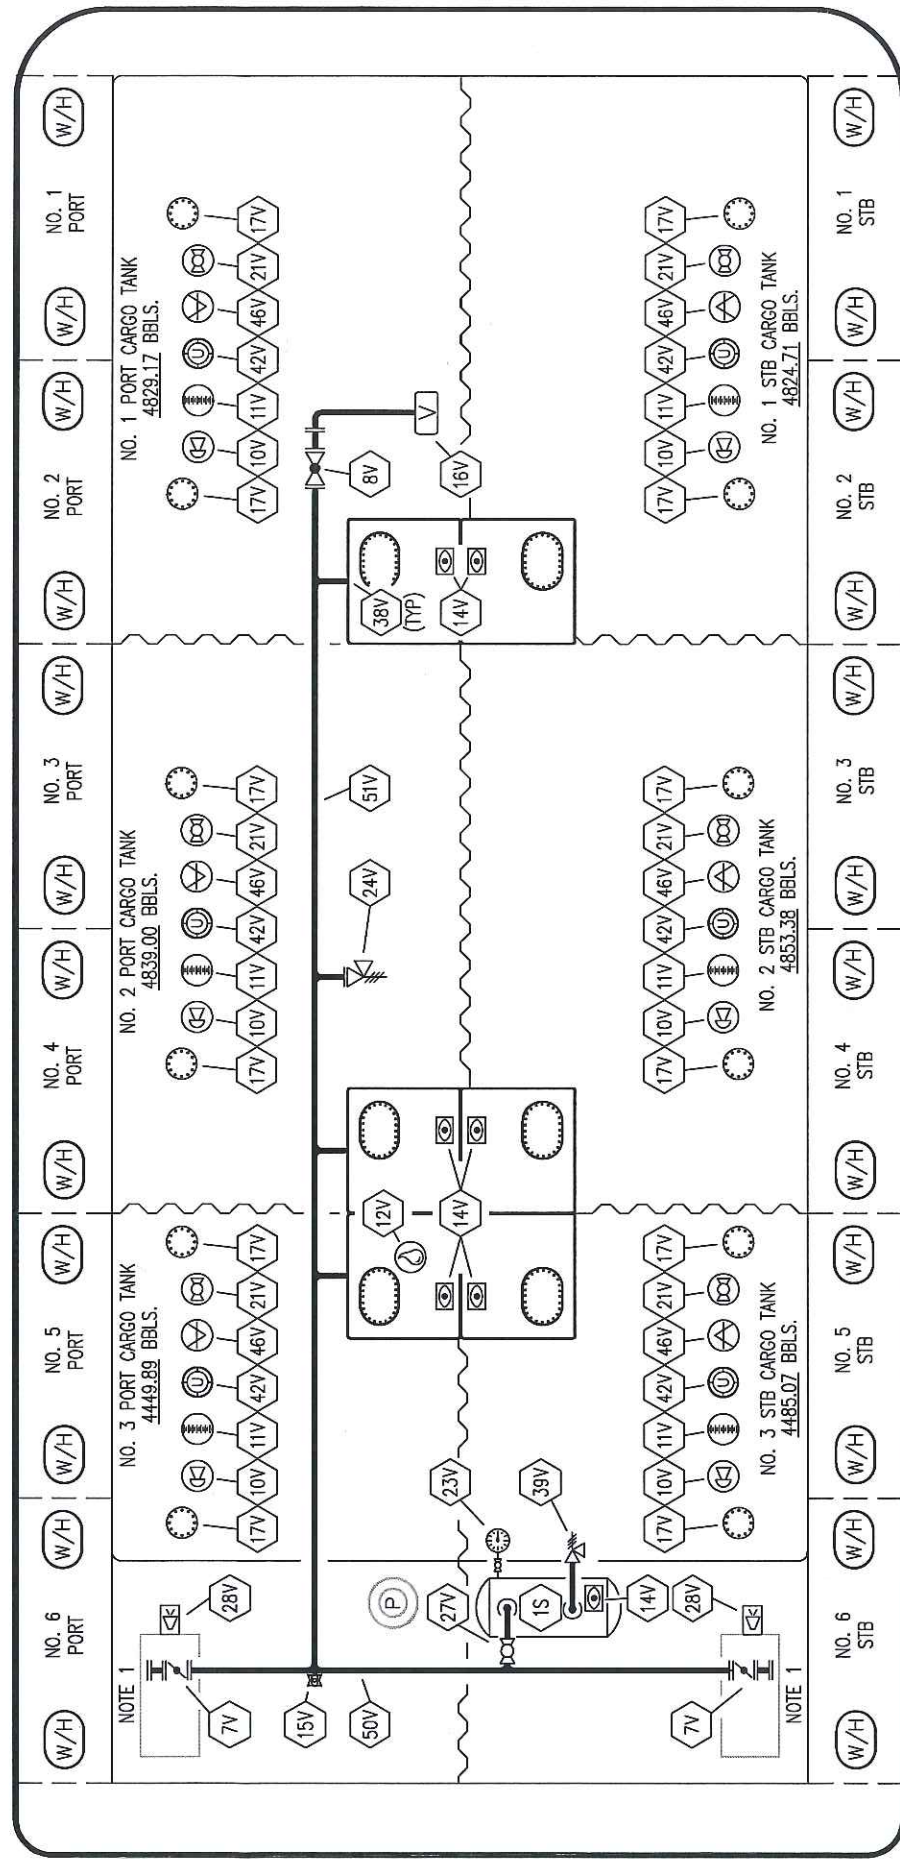 W/H NO. 6 W/H W/H NO. 5 W/H W/H NO. 4 W/H W/H NO. 3 W/H W/H NO. 2 W/H W/H NO. 1 W/H
PORT PORT PORT PORT PORT PORT
NOTE 1
NO. 3 PORT CARGO TANK
4449.89 BBLS.
NO. 2 PORT CARGO TANK
4839.00 BBLS.
NO. 1 PORT CARGO TANK
4829.17 BBLS.
U U U
7V
28V
17V 10V 11V 42V 46V 21V 17V
17V 10V 11V 42V 46V 21V 17V
17V 10V 11V 42V 46V 21V 17V
15V
50V
P
12V
24V
51V
38V
(TYP)
8V
V
27V
23V
14V
14V
16V
1S
39V
14V
28V
7V
17V 10V 11V 42V 46V 21V 17V
17V 10V 11V 42V 46V 21V 17V
17V 10V 11V 42V 46V 21V 17V
U U U
NOTE 1
NO. 3 STB CARGO TANK
4485.07 BBLS.
NO. 2 STB CARGO TANK
4853.38 BBLS.
NO. 1 STB CARGO TANK
4824.71 BBLS.
W/H NO. 6 W/H W/H NO. 5 W/H W/H NO. 4 W/H W/H NO. 3 W/H W/H NO. 2 W/H W/H NO. 1 W/H
STB STB STB STB STB STB